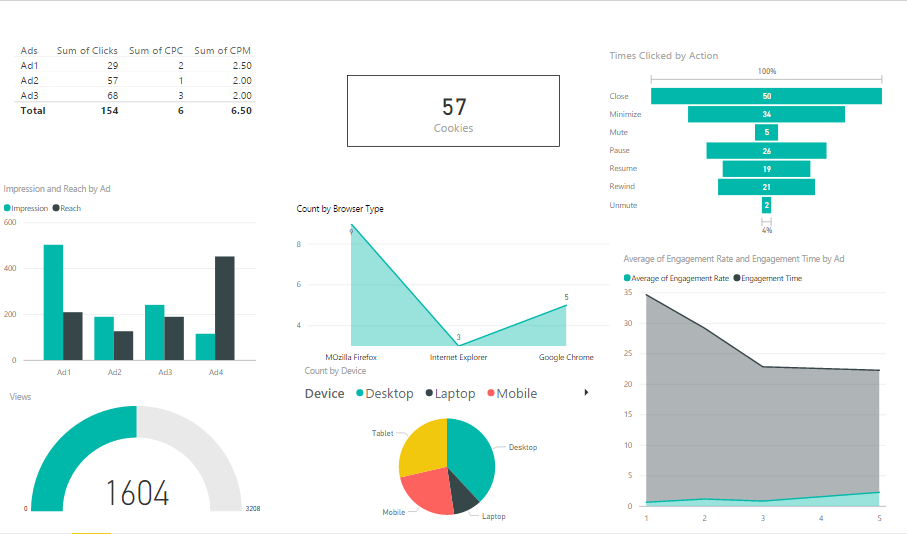 Ads Sum of Clicks Sum of CPC Sum of CPM
Ad1 29 2 2.50
Ad2 57 1 2.00
Ad3 68 3 2.00
Total 154 6 6.50
57
Cookies
Times Clicked by Action
100%
Close 50
Minimize 34
Mute 5
Pause 26
Resume 19
Rewind 21
Unmute 2
4%
Impression and Reach by Ad
Impression Reach
600
400
200
0
Ad1 Ad2 Ad3 Ad4
Count by Browser Type
8
6
4
9
3
5
MOzilla Firefox Internet Explorer Google Chrome
Average of Engagement Rate and Engagement Time by Ad
Average of Engagement Rate Engagement Time
35
30
25
20
15
10
5
0
1 2 3 4 5
Views
1604
0 3208
Count by Device
Device Desktop Laptop Mobile
Tablet
Desktop
Mobile
Laptop